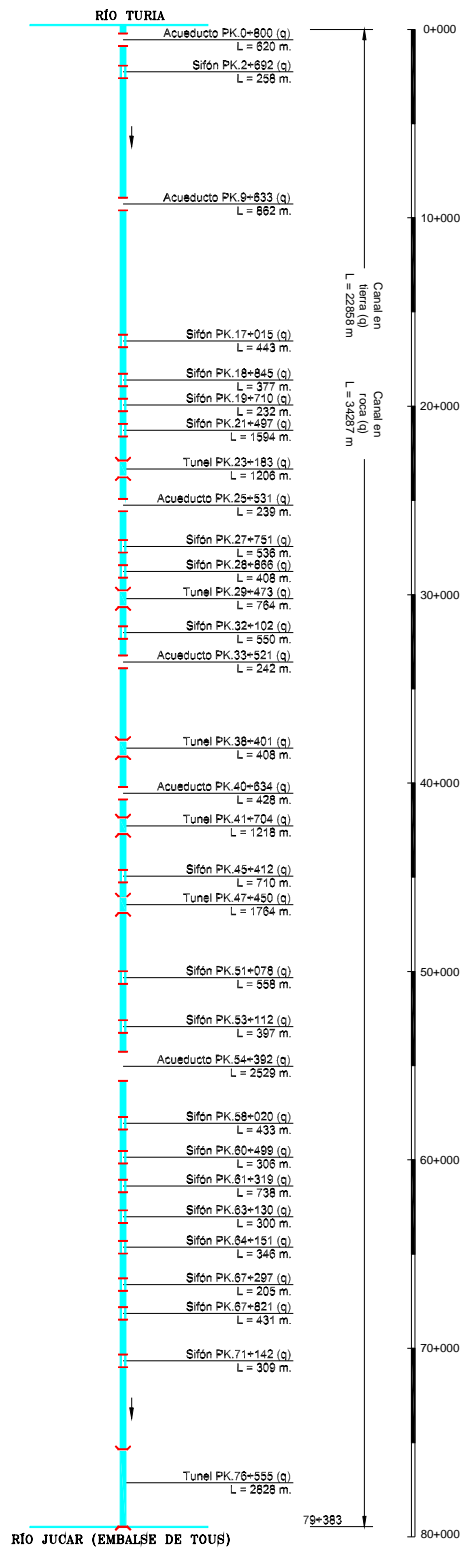 RÍO TURIA
0+000
Acueducto PK.0+800 (q)
L = 620 m.
Sifón PK.2+692 (q)
L = 258 m.
Acueducto PK.9+633 (q)
L = 862 m.
10+000
Canal en
tierra (q)
L = 22858 m
Sifón PK.17+015 (q)
L = 443 m.
Sifón PK.18+845 (q)
L = 377 m.
Canal en
roca (q)
L = 34287 m
Sifón PK.19+710 (q)
L = 232 m.
20+000
Sifón PK.21+497 (q)
L = 1594 m.
Tunel PK.23+183 (q)
L = 1206 m.
Acueducto PK.25+531 (q)
L = 239 m.
Sifón PK.27+751 (q)
L = 536 m.
Sifón PK.28+866 (q)
L = 408 m.
Tunel PK.29+473 (q)
L = 764 m.
30+000
Sifón PK.32+102 (q)
L = 550 m.
Acueducto PK.33+521 (q)
L = 242 m.
Tunel PK.38+401 (q)
L = 408 m.
40+000
Acueducto PK.40+634 (q)
L = 428 m.
Tunel PK.41+704 (q)
L = 1218 m.
Sifón PK.45+412 (q)
L = 710 m.
Tunel PK.47+450 (q)
L = 1764 m.
50+000
Sifón PK.51+078 (q)
L = 558 m.
Sifón PK.53+112 (q)
L = 397 m.
Acueducto PK.54+392 (q)
L = 2529 m.
Sifón PK.58+020 (q)
L = 433 m.
Sifón PK.60+499 (q)
L = 306 m.
60+000
Sifón PK.61+319 (q)
L = 738 m.
Sifón PK.63+130 (q)
L = 300 m.
Sifón PK.64+151 (q)
L = 346 m.
Sifón PK.67+297 (q)
L = 205 m.
Sifón PK.67+821 (q)
L = 431 m.
70+000
Sifón PK.71+142 (q)
L = 309 m.
Tunel PK.76+555 (q)
L = 2828 m.
79+383
80+000
RÍO JUCAR (EMBALSE DE TOUS)